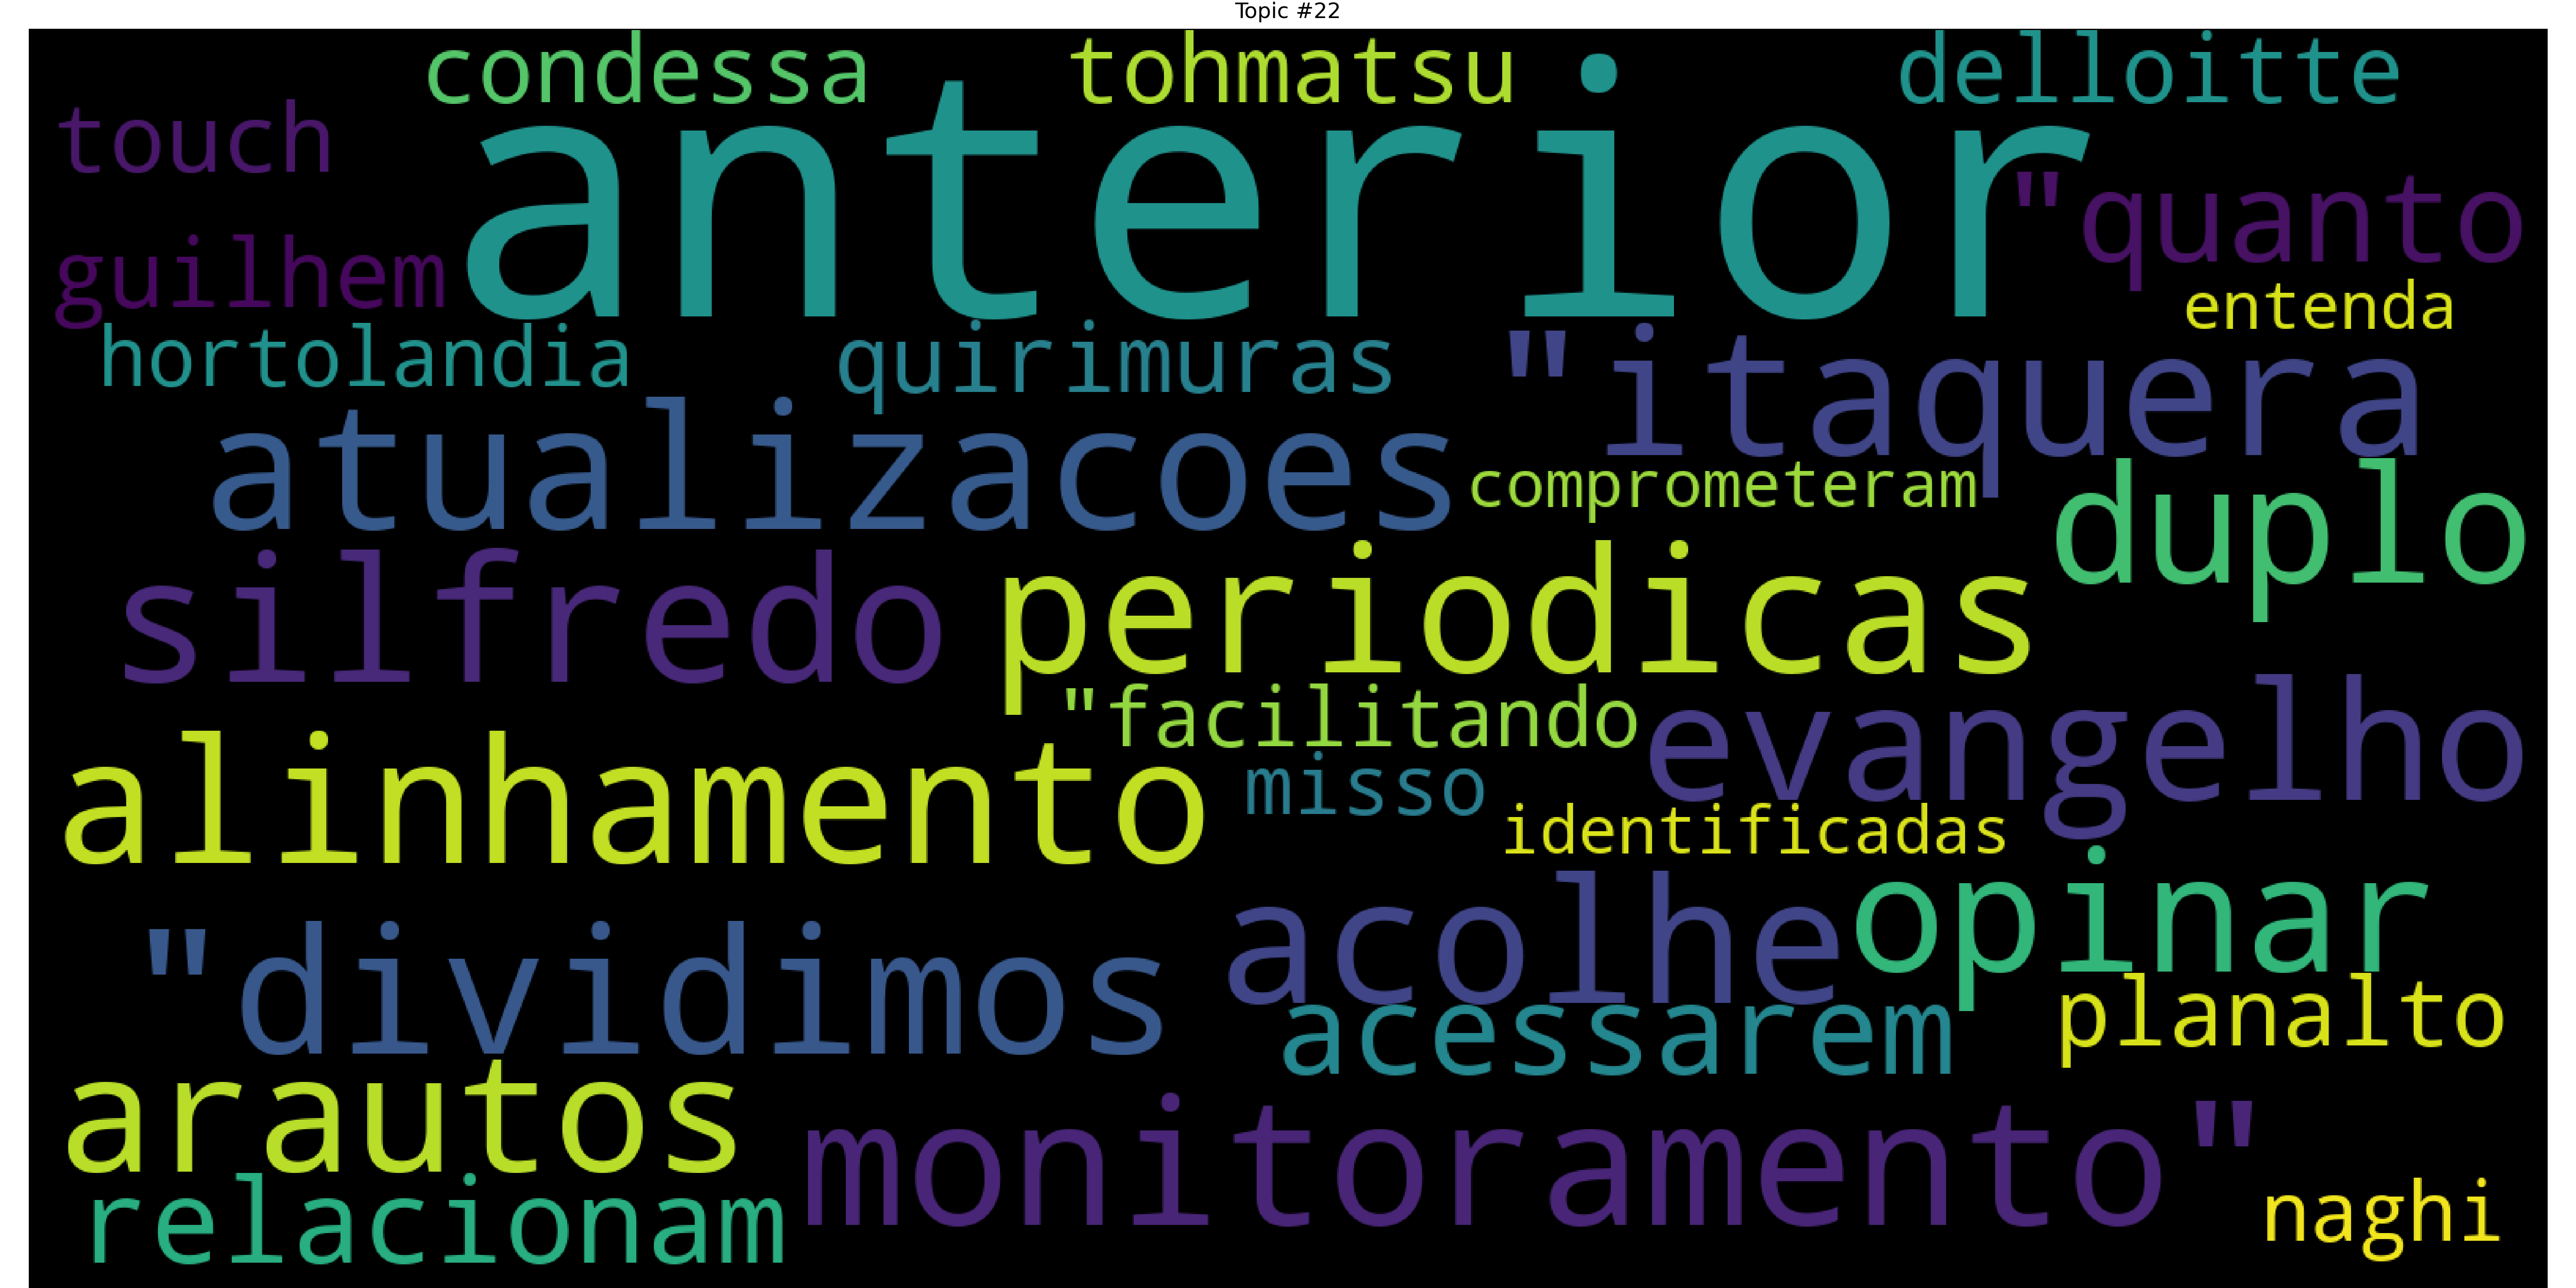 Topic #22
condessa tohmatsu delloitte
touch anterior "quanto
guilhem entenda
hortolandia quirimuras "itaquera
atualizacoes comprometeram duplo
silfredo periodicas
"facilitando evangelho
alinhamento misso identificadas
"dividimos acolhe opinar
acessarem planalto
arautos monitoramento"
relacionam naghi